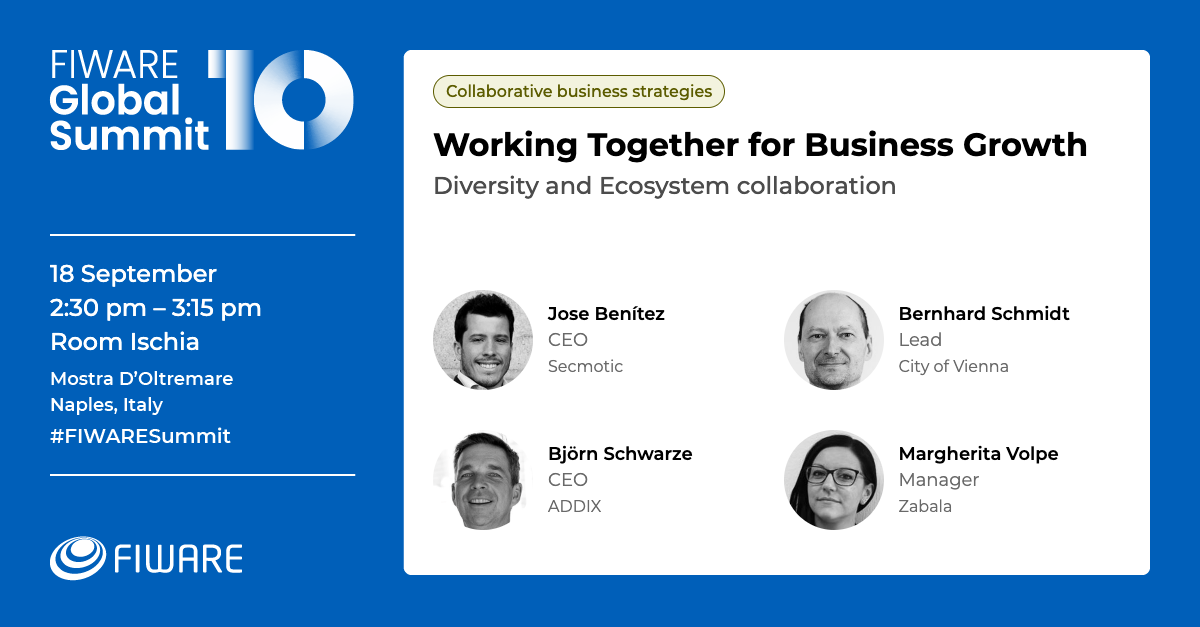 FIWARE
Global
Summit
10
18 September
2:30 pm – 3:15 pm
Room Ischia
Mostra D’Oltremare
Naples, Italy
#FIWARESummit
FIWARE
Collaborative business strategies
Working Together for Business Growth
Diversity and Ecosystem collaboration
Jose Benítez
CEO
Secmotic
Bernhard Schmidt
Lead
City of Vienna
Björn Schwarze
CEO
ADDIX
Margherita Volpe
Manager
Zabala